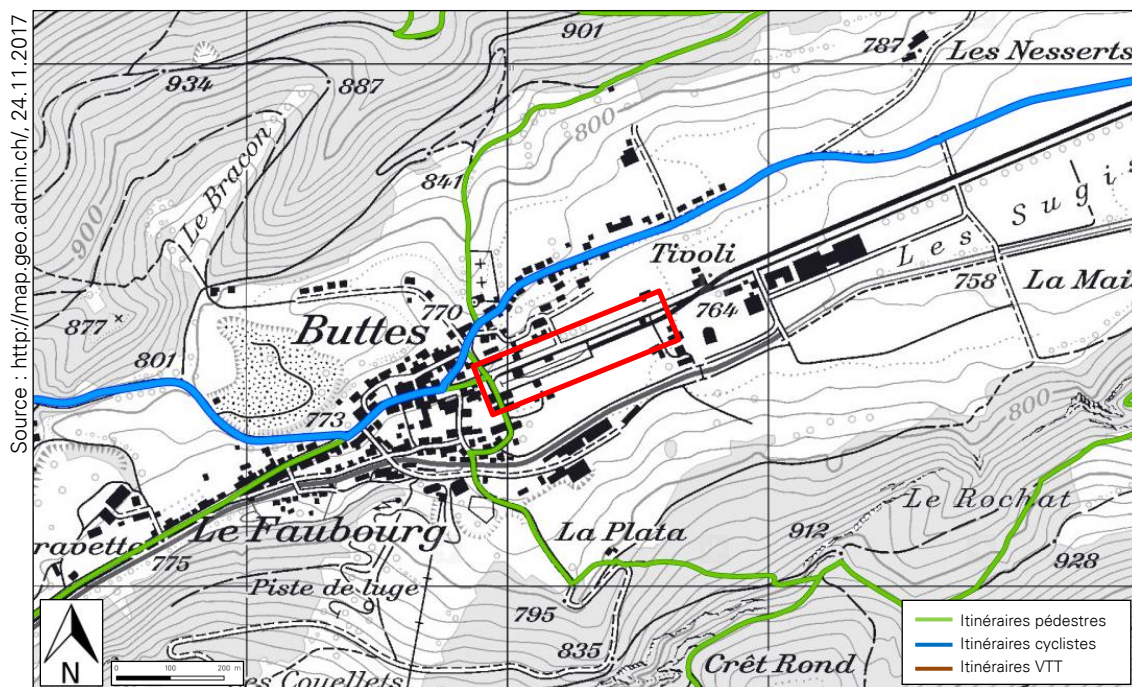 Source : http://map.geo.admin.ch/, 24.11.2017
901
787
Les Nesserts
934
887
800
Le Bracon
841
900
Les Sugi
Tivoli
758
La Mai
770
764
877
Buttes
801
773
800
Le Rochat
Le Faubourg
La Plata
912
928
775
Piste de luge
795
835
Itinéraires pédestres
Itinéraires cyclistes
Itinéraires VTT
Crêt Rond
N
0 100 200 m
es Couellets